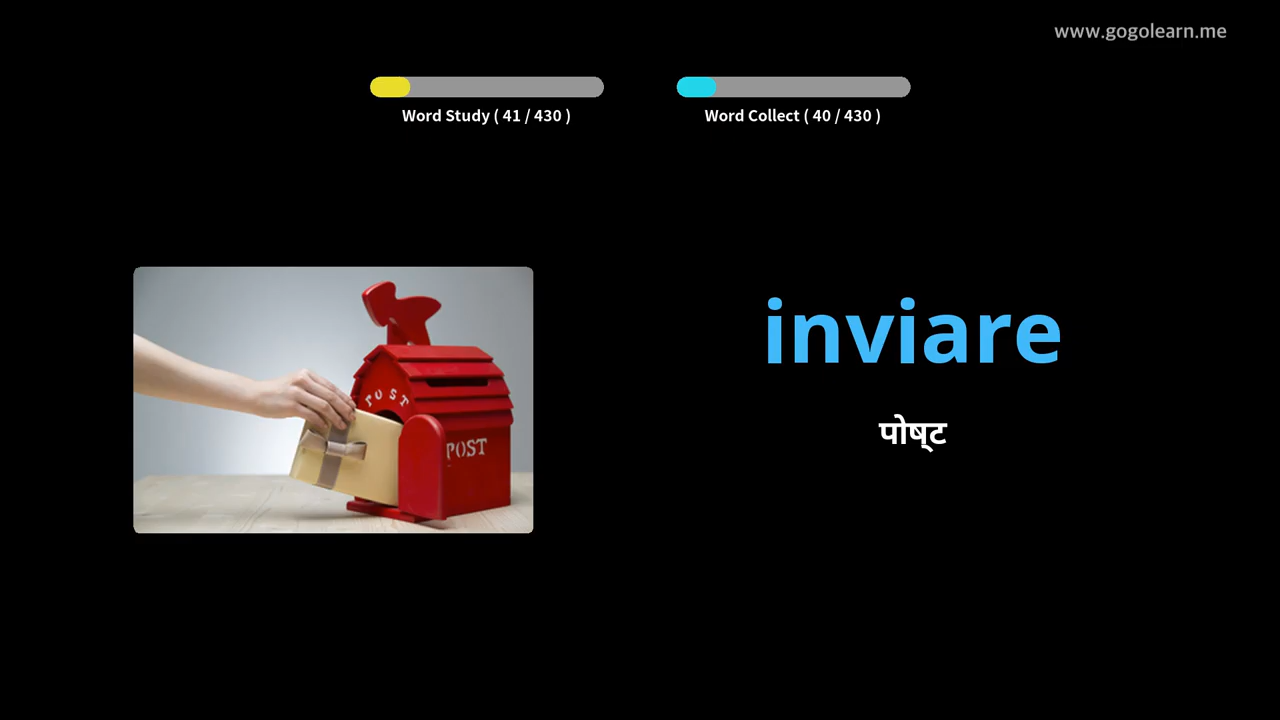 www.gogolearn.me
Word Study ( 41 / 430 )
Word Collect ( 40 / 430 )
POST
POST
inviare
पोष्ट